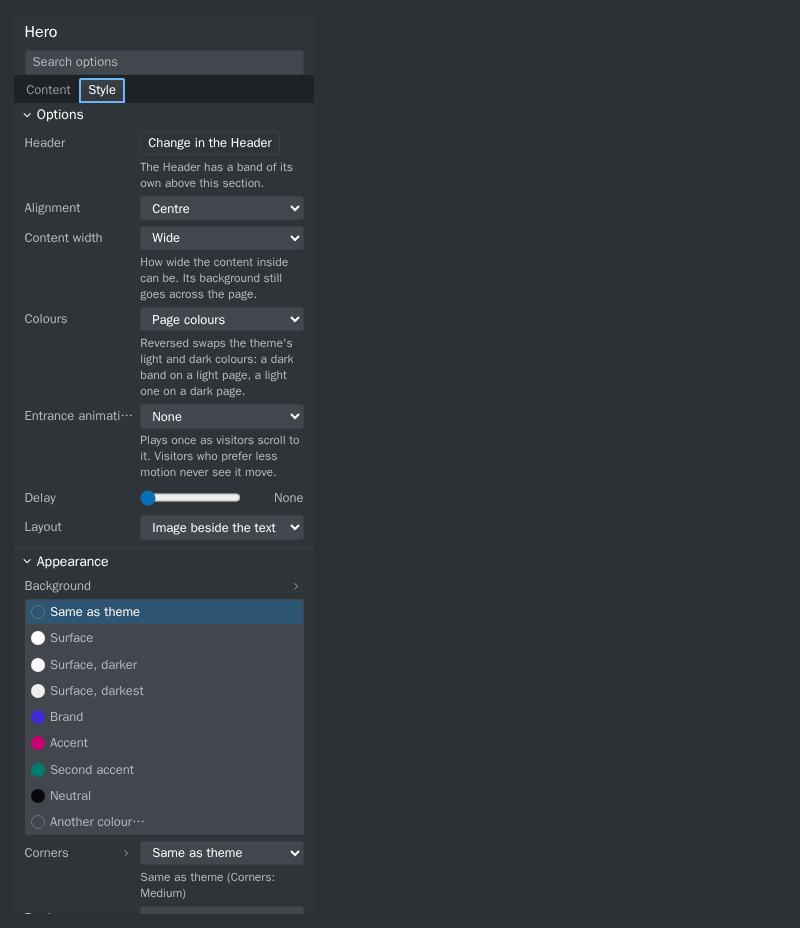 Hero
Search options
Content Style
Options
Header Change in the Header
The Header has a band of its
own above this section.
Alignment Centre
Content width Wide
How wide the content inside
can be. Its background still
goes across the page.
Colours Page colours
Reversed swaps the theme's
light and dark colours: a dark
band on a light page, a light
one on a dark page.
Entrance animati··· None
Plays once as visitors scroll to
it. Visitors who prefer less
motion never see it move.
Delay None
Layout Image beside the text
Appearance
Background
Same as theme
Surface
Surface, darker
Surface, darkest
Brand
Accent
Second accent
Neutral
Another colour···
Corners Same as theme
Same as theme (Corners:
Medium)